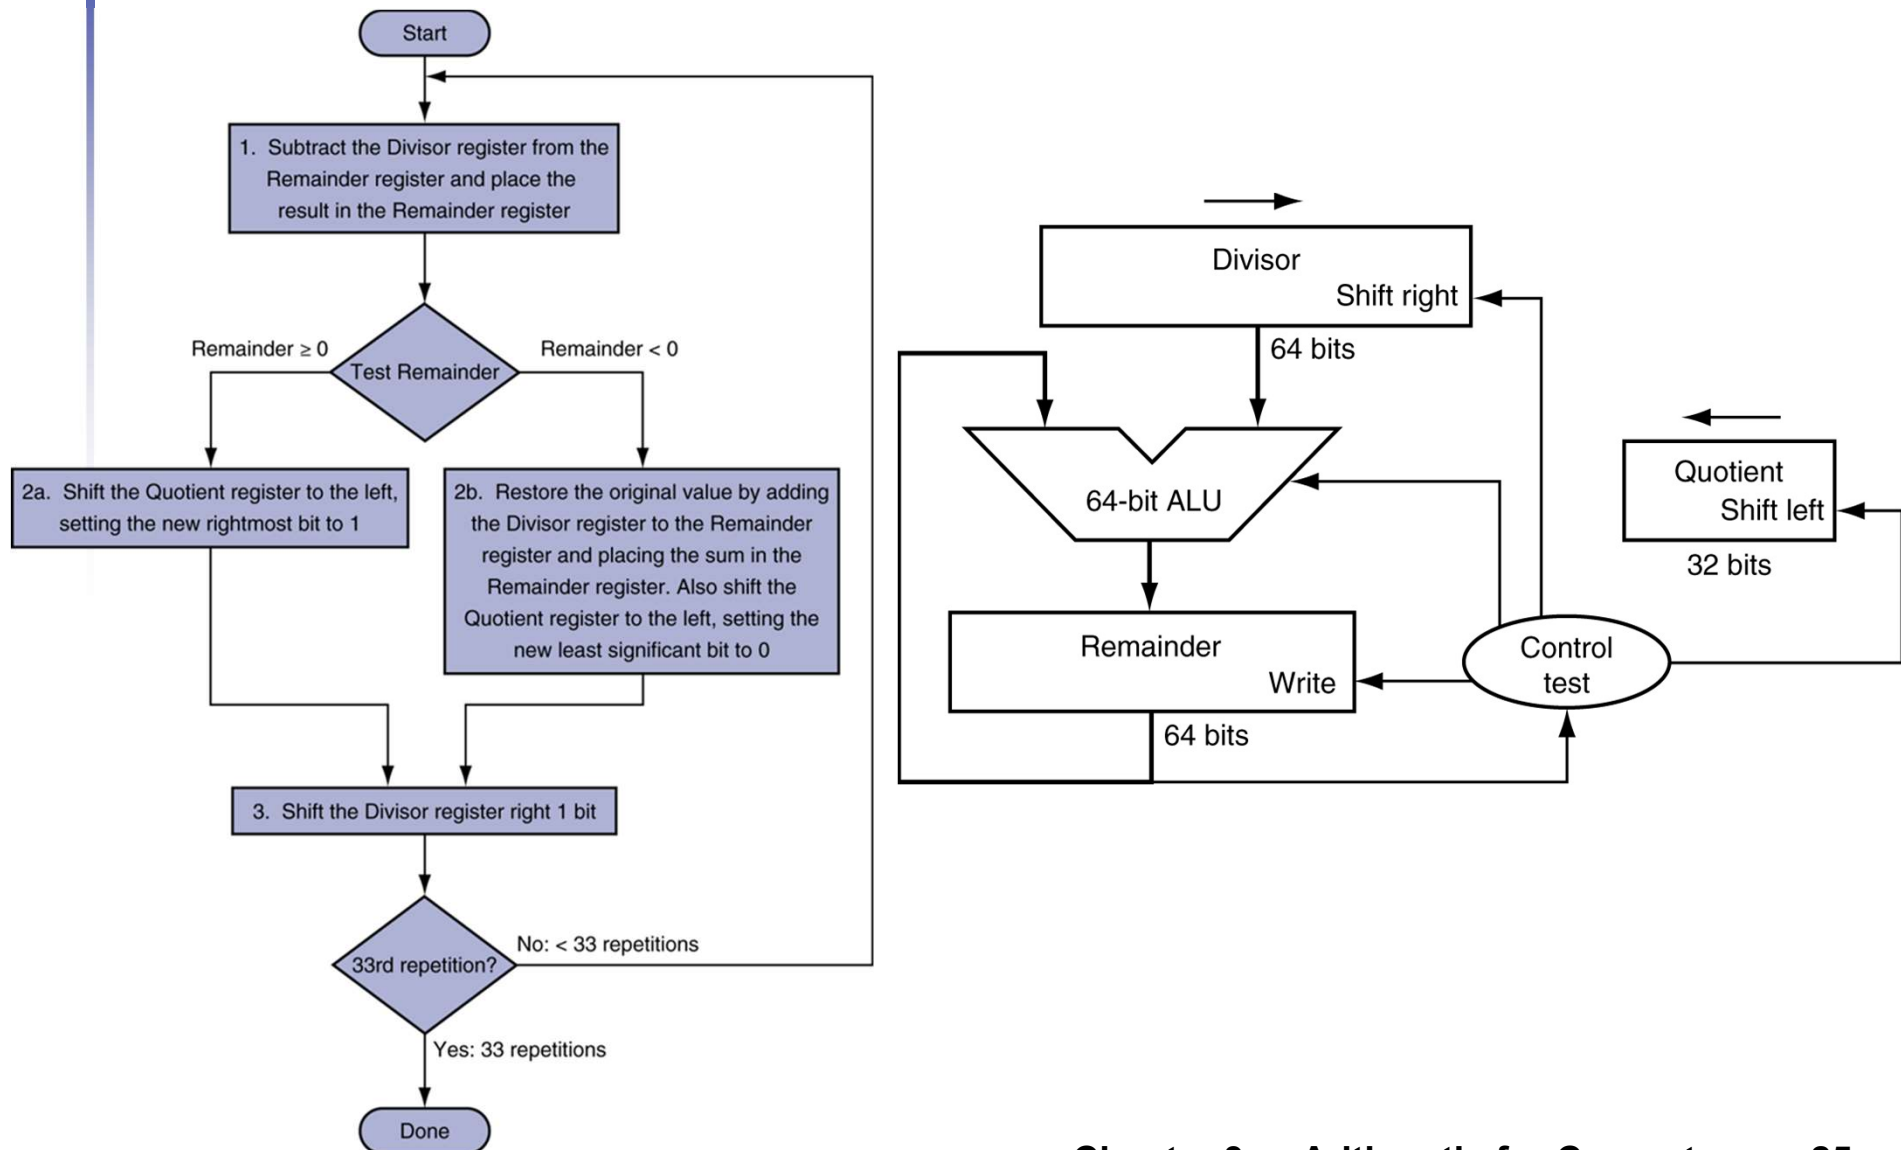 Start
1. Subtract the Divisor register from the
Remainder register and place the
result in the Remainder register
Remainder ≥ 0
Test Remainder
Remainder < 0
2a. Shift the Quotient register to the left,
setting the new rightmost bit to 1
2b. Restore the original value by adding
the Divisor register to the Remainder
register and placing the sum in the
Remainder register. Also shift the
Quotient register to the left, setting the
new least significant bit to 0
3. Shift the Divisor register right 1 bit
33rd repetition?
No: < 33 repetitions
Yes: 33 repetitions
Done
Divisor
Shift right
64 bits
64-bit ALU
Quotient
Shift left
32 bits
Remainder
Write
64 bits
Control
test